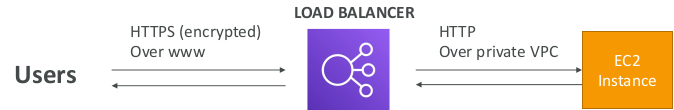 LOAD BALANCER
HTTPS (encrypted)
Over www
HTTP
Over private VPC
Users
EC2
Instance